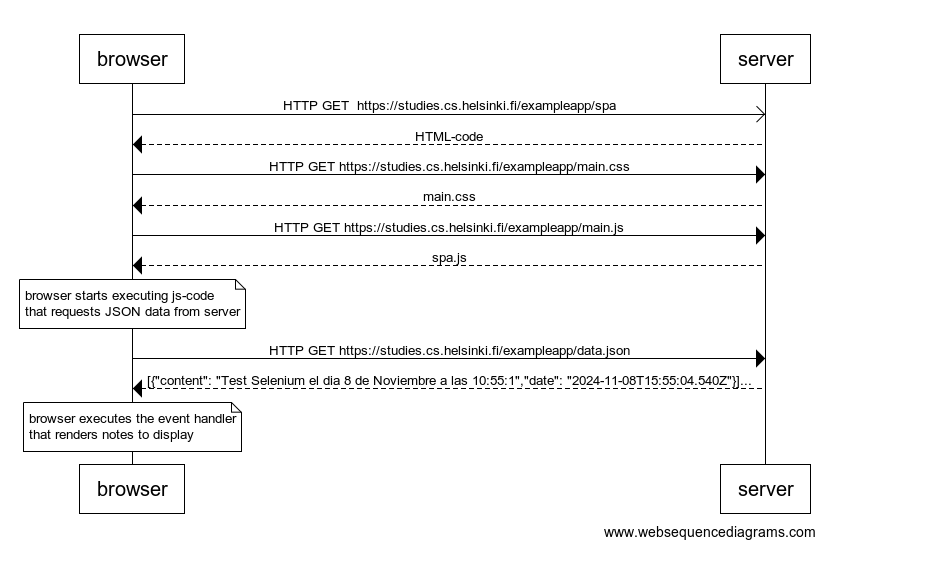 browser
server
HTTP GET  https://studies.cs.helsinki.fi/exampleapp/spa
HTML-code
HTTP GET https://studies.cs.helsinki.fi/exampleapp/main.css
main.css
HTTP GET https://studies.cs.helsinki.fi/exampleapp/main.js
spa.js
browser starts executing js-code
that requests JSON data from server
HTTP GET https://studies.cs.helsinki.fi/exampleapp/data.json
[{"content": "Test Selenium el dia 8 de Noviembre a las 10:55:1","date": "2024-11-08T15:55:04.540Z"}]...
browser executes the event handler
that renders notes to display
browser
server
www.websequencediagrams.com